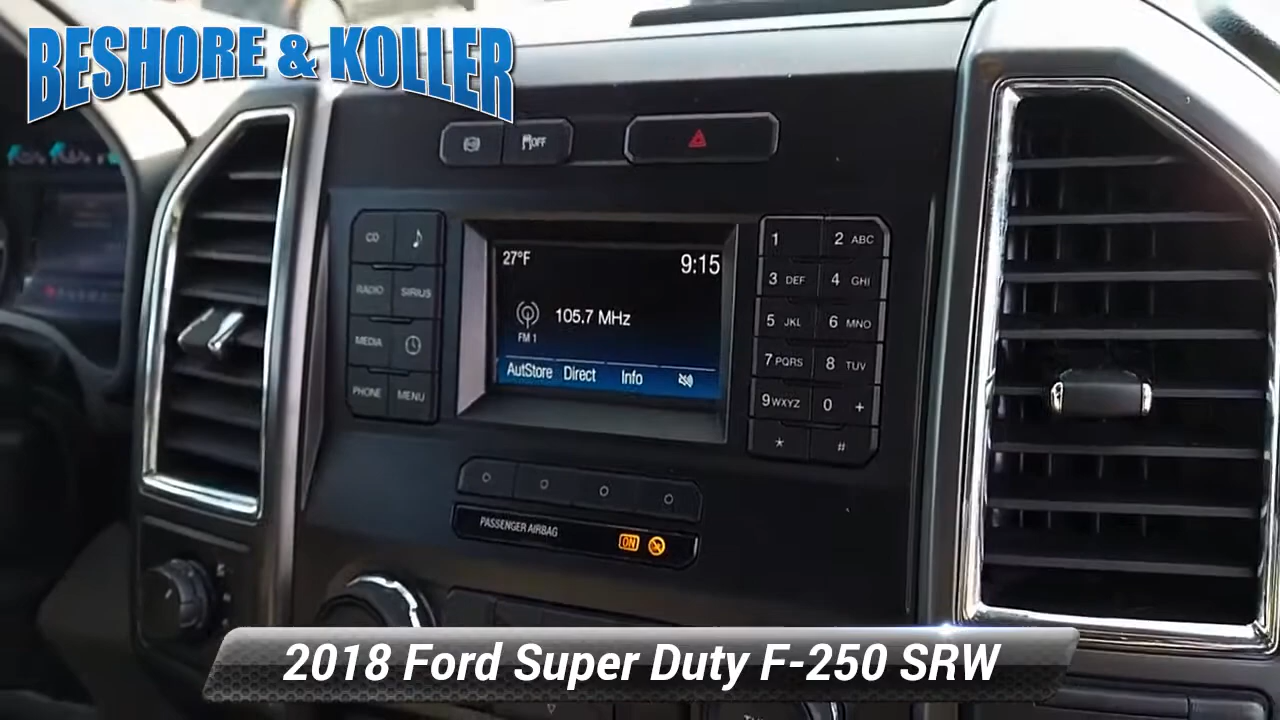 BESHORE & KOLLER
OFF
CD
RADIO SIRIUS
MEDIA
PHONE MENU
27°F 9:15
105.7 MHz
FM 1
AutStore Direct Info
1 2 ABC
3 DEF 4 GHI
5 JKL 6 MNO
7 PQRS 8 TUV
9 WXYZ 0 +
* #
PASSENGER AIRBAG ON
2018 Ford Super Duty F-250 SRW